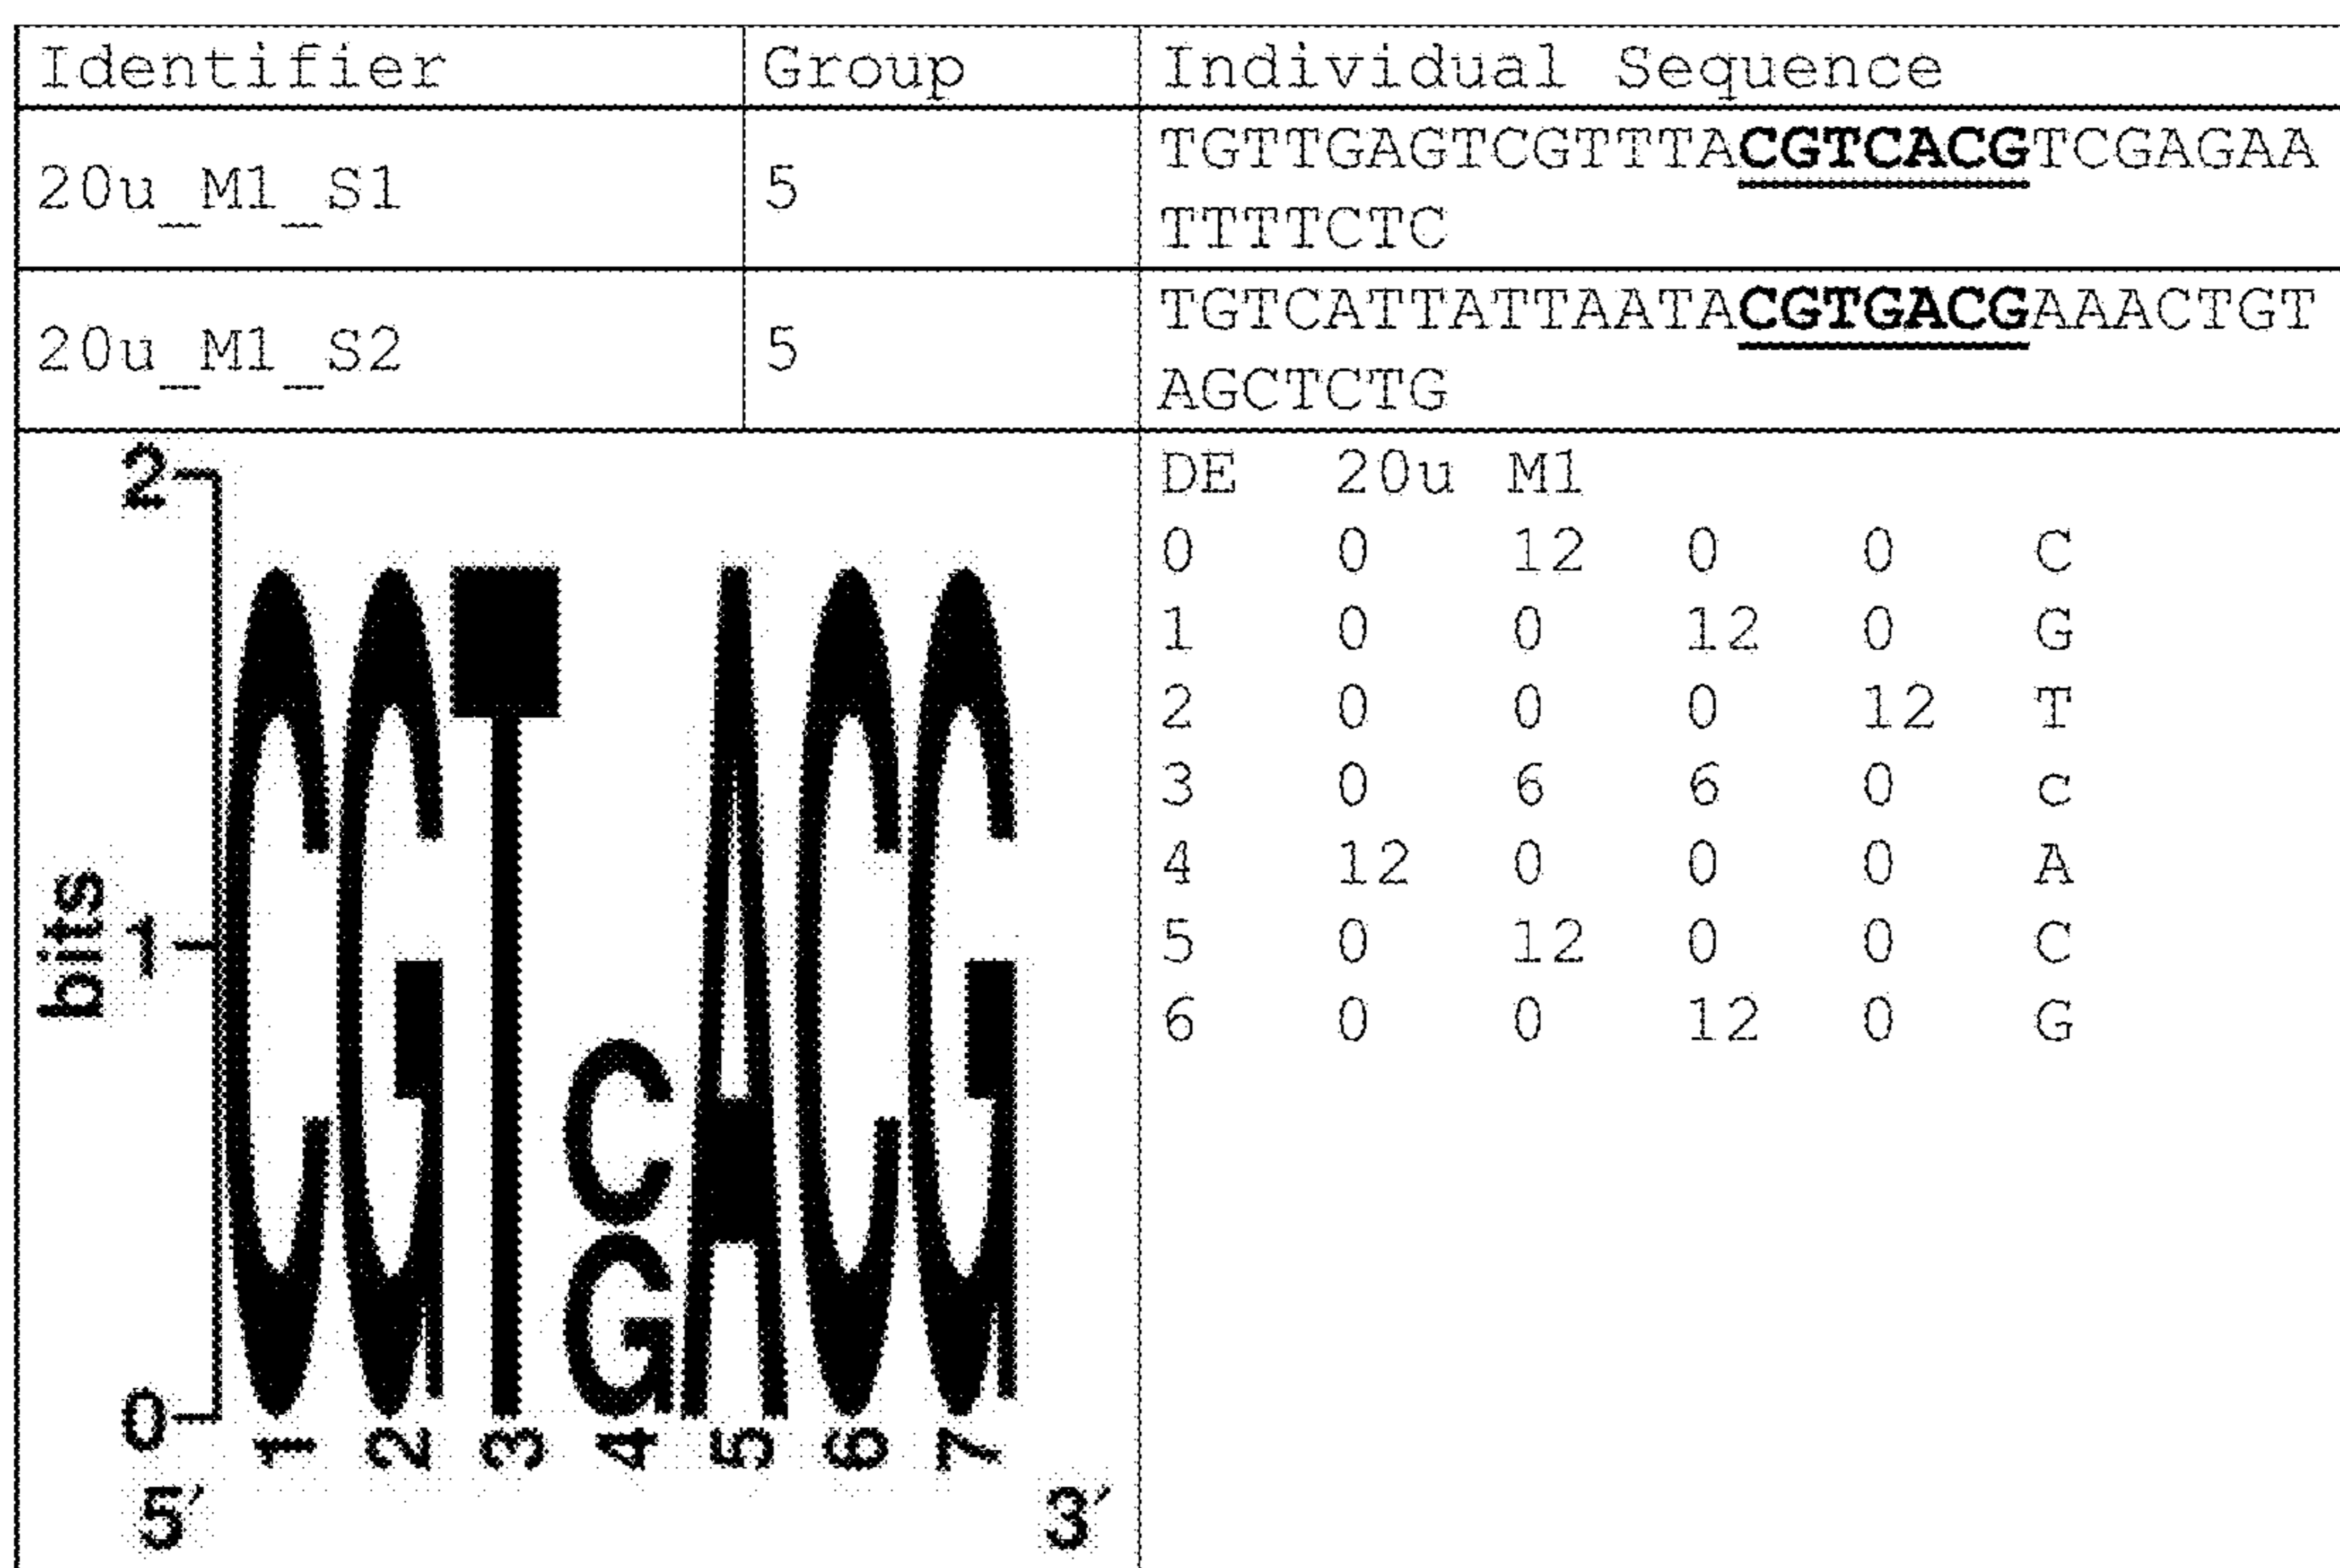 Identifier Group Individual Sequence
20u_M1_S1 5 TGTTGAGTCGTTTACGTCACGTCGAGAA
TTTTCTC
20u_M1_S2 5 TGTCATTATTAATACGTGACGAAACTGT
AGCTCTG
2
1
0
bits
CGTCACG
G
1 2 3 4 5 6 7
5′ 3′
DE 20u M1
0 0 12 0 0 C
1 0 0 12 0 G
2 0 0 0 12 T
3 0 6 6 0 c
4 12 0 0 0 A
5 0 12 0 0 C
6 0 0 12 0 G